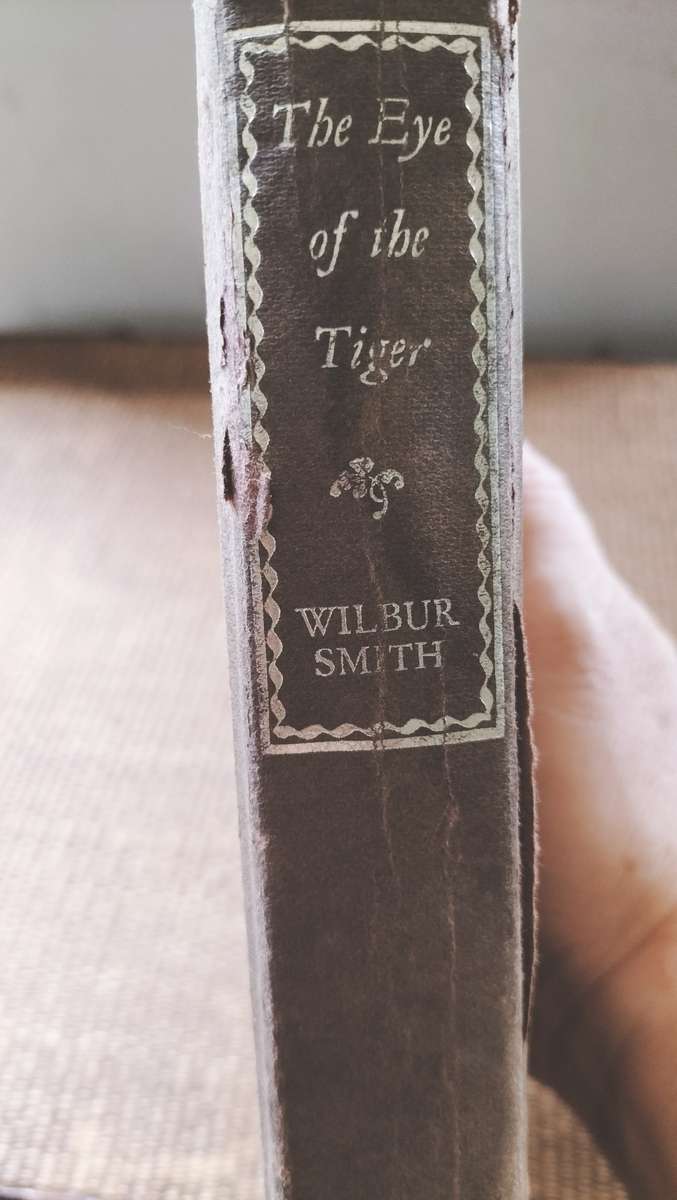 The Eye
of the
Tiger
WILBUR
SMITH